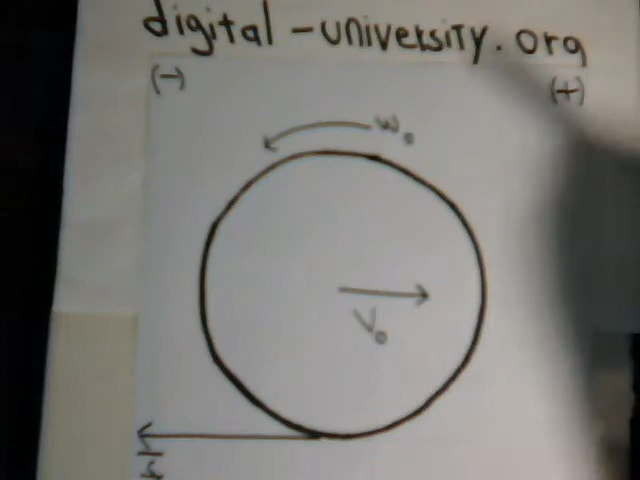 digital-university.org
(-) (+)
ω₀
V₀